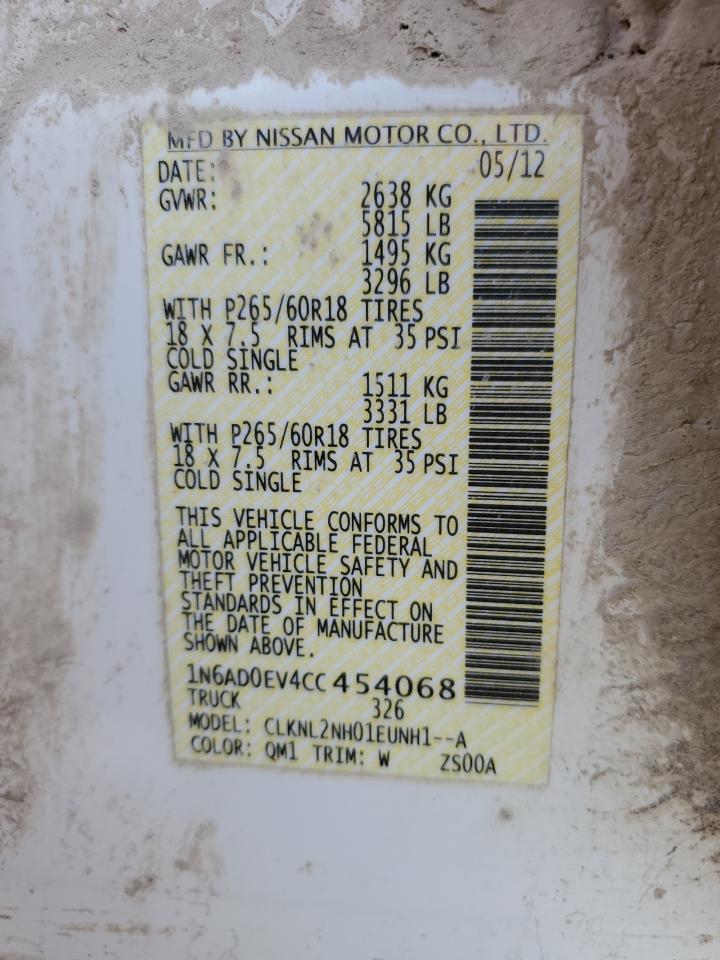 MFD BY NISSAN MOTOR CO., LTD.
DATE: 05/12
GVWR: 2638 KG
5815 LB
GAWR FR.: 1495 KG
3296 LB
WITH P265/60R18 TIRES
18 X 7.5 RIMS AT 35 PSI
COLD SINGLE
GAWR RR.: 1511 KG
3331 LB
WITH P265/60R18 TIRES
18 X 7.5 RIMS AT 35 PSI
COLD SINGLE
THIS VEHICLE CONFORMS TO
ALL APPLICABLE FEDERAL
MOTOR VEHICLE SAFETY AND
THEFT PREVENTION
STANDARDS IN EFFECT ON
THE DATE OF MANUFACTURE
SHOWN ABOVE.
1N6AD0EV4CC454068
TRUCK 326
MODEL: CLKNL2NH01EUNH1--A
COLOR: QM1 TRIM: W ZS00A